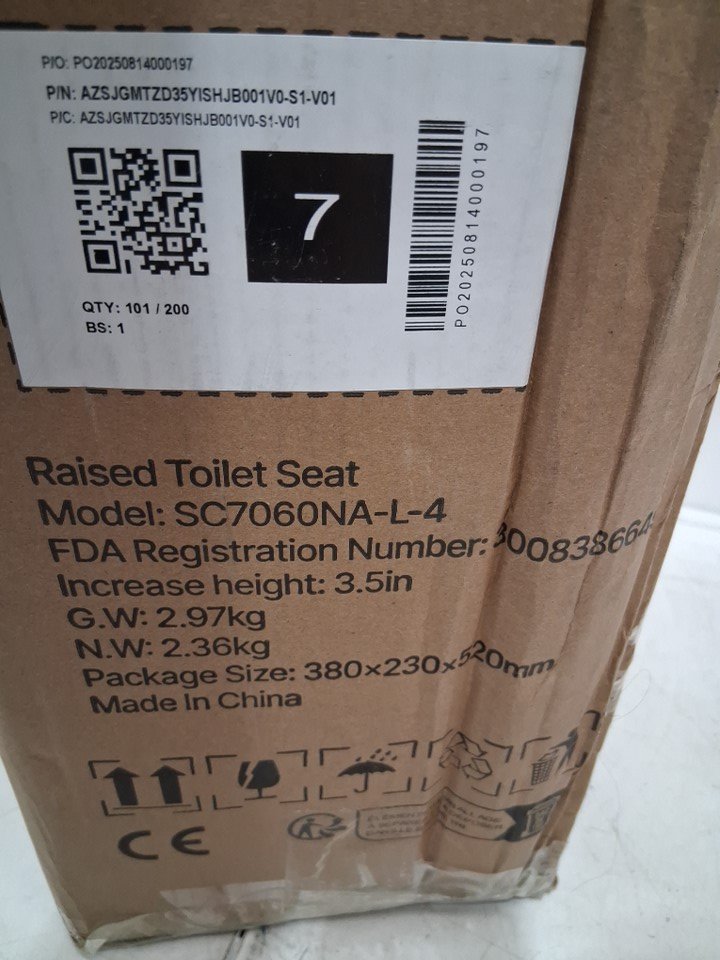 P/O: PO20250814000197
P/N: AZSJGMTZD35YISHJB001V0-S1-V01
P/C: AZSJGMTZD35YISHJB001V0-S1-V01
7
PO20250814000197
QTY: 101 / 200
BS: 1
Raised Toilet Seat
Model: SC7060NA-L-4
FDA Registration Number:
Increase height: 3.5in
G.W: 2.97kg
N.W: 2.36kg
Package Size: 380×230×520mm
Made In China
CE